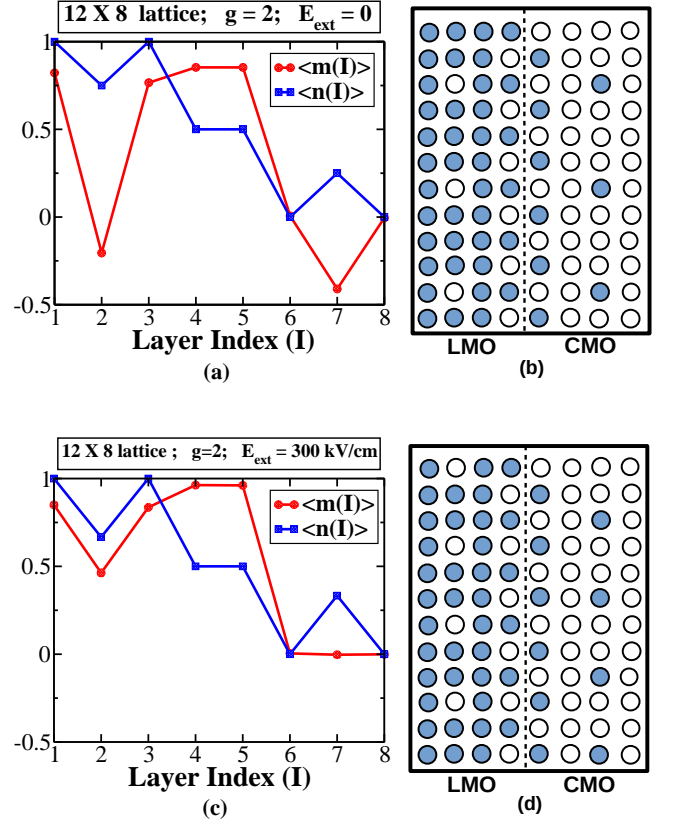 12 X 8 lattice; g = 2; E_ext = 0
1
0.5
0
-0.5
<m(I)>
<n(I)>
1 2 3 4 5 6 7 8
Layer Index (I)
(a)
LMO CMO
(b)
12 X 8 lattice ; g=2; E_ext = 300 kV/cm
1
0.5
0
-0.5
<m(I)>
<n(I)>
1 2 3 4 5 6 7 8
Layer Index (I)
(c)
LMO CMO
(d)